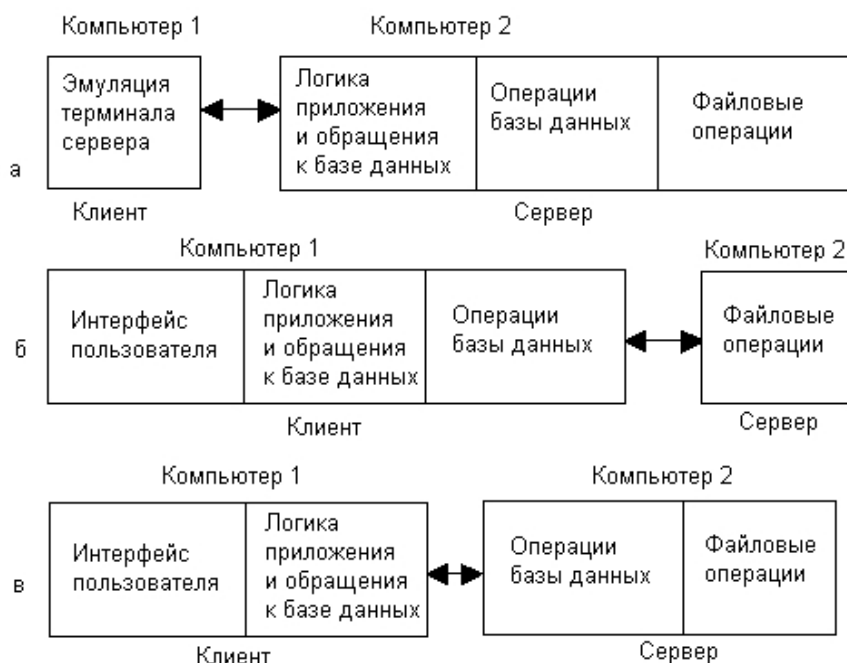 Компьютер 1
Компьютер 2
Эмуляция
терминала
сервера
Логика
приложения
и обращения
к базе данных
Операции
базы данных
Файловые
операции
а
Клиент
Сервер
Компьютер 1
Компьютер 2
Интерфейс
пользователя
Логика
приложения
и обращения
к базе данных
Операции
базы данных
Файловые
операции
б
Клиент
Сервер
Компьютер 1
Компьютер 2
Интерфейс
пользователя
Логика
приложения
и обращения
к базе данных
Операции
базы данных
Файловые
операции
в
Клиент
Сервер